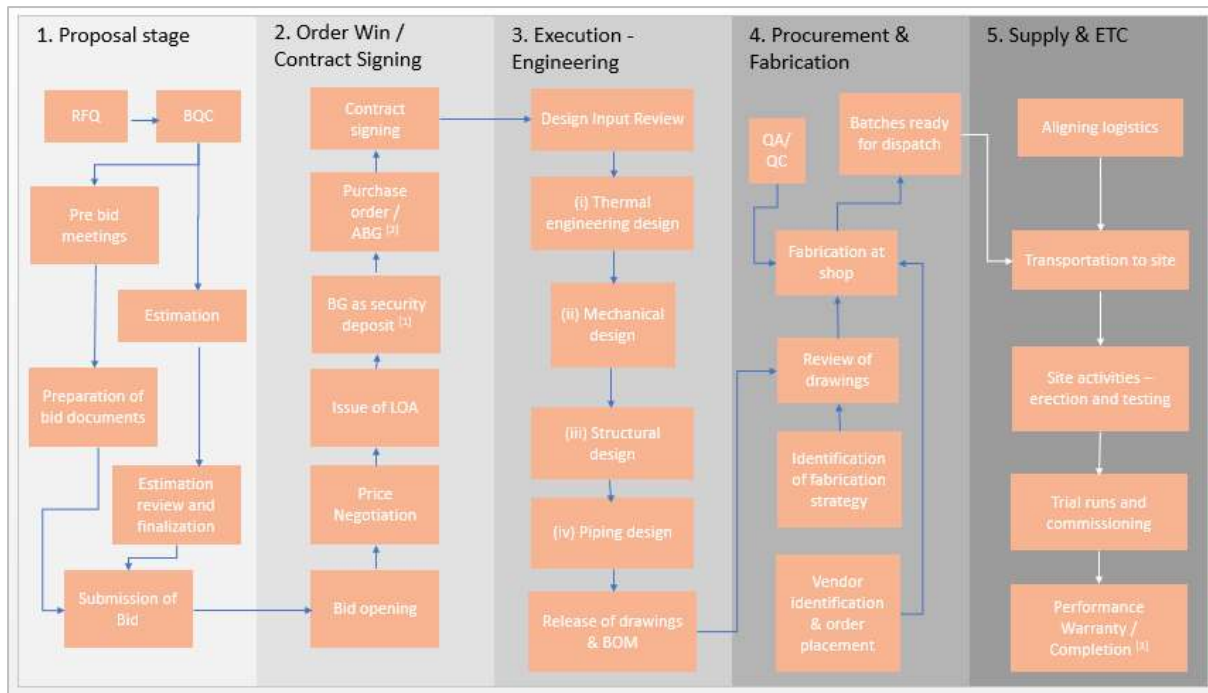 1. Proposal stage
RFQ
BQC
Pre bid
meetings
Estimation
Preparation of
bid documents
Estimation
review and
finalization
Submission of
Bid
2. Order Win /
Contract Signing
Contract
signing
Purchase
order /
ABG [2]
BG as security
deposit [1]
Issue of LOA
Price
Negotiation
Bid opening
3. Execution -
Engineering
Design Input Review
(i) Thermal
engineering design
(ii) Mechanical
design
(iii) Structural
design
(iv) Piping design
Release of drawings
& BOM
4. Procurement &
Fabrication
QA/
QC
Batches ready
for dispatch
Fabrication at
shop
Review of
drawings
Identification
of fabrication
strategy
Vendor
identification
& order
placement
5. Supply & ETC
Aligning logistics
Transportation to site
Site activities –
erection and testing
Trial runs and
commissioning
Performance
Warranty /
Completion [3]